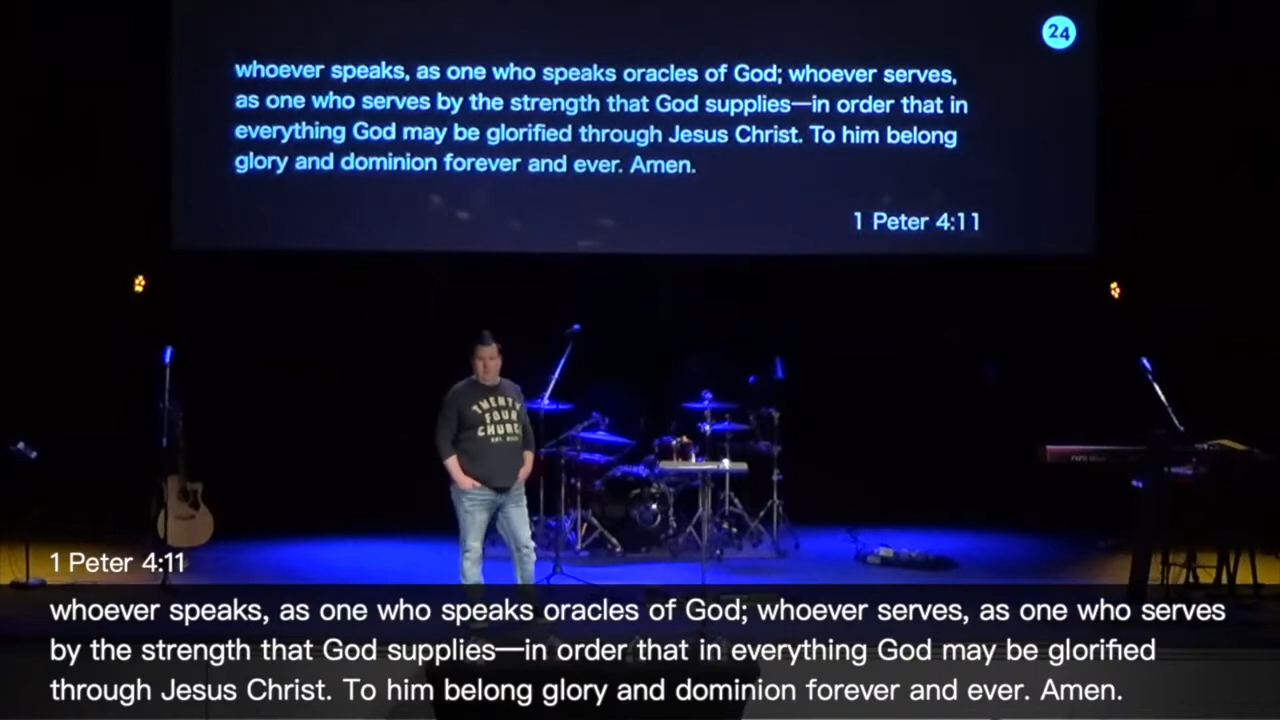 24
whoever speaks, as one who speaks oracles of God; whoever serves,
as one who serves by the strength that God supplies—in order that in
everything God may be glorified through Jesus Christ. To him belong
glory and dominion forever and ever. Amen.
1 Peter 4:11
TWENTY
FOUR
CHURCH
1 Peter 4:11
whoever speaks, as one who speaks oracles of God; whoever serves, as one who serves
by the strength that God supplies—in order that in everything God may be glorified
through Jesus Christ. To him belong glory and dominion forever and ever. Amen.